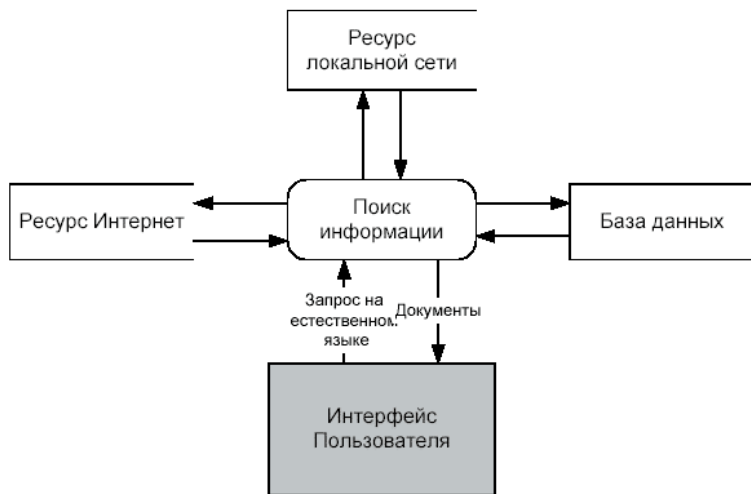 Ресурс
локальной сети
Ресурс Интернет
Поиск
информации
База данных
Запрос на
естественном
языке
Документы
Интерфейс
Пользователя